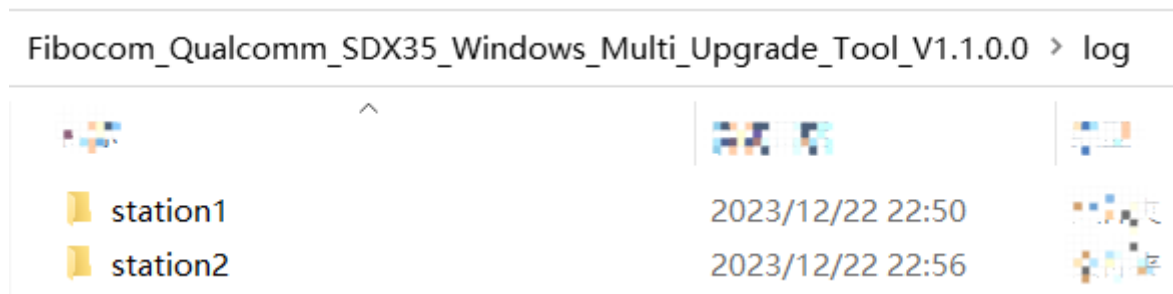 Fibocom_Qualcomm_SDX35_Windows_Multi_Upgrade_Tool_V1.1.0.0 > log
station1 2023/12/22 22:50
station2 2023/12/22 22:56